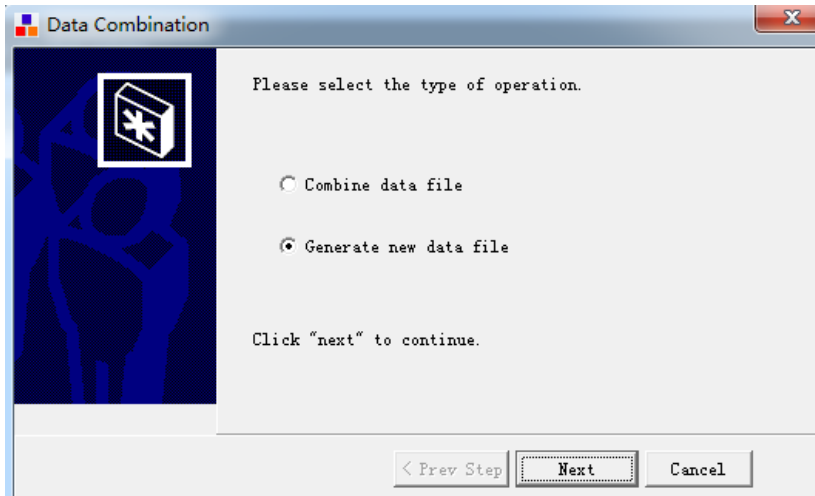 Data Combination
Please select the type of operation.
Combine data file
Generate new data file
Click "next" to continue.
< Prev Step
Next
Cancel